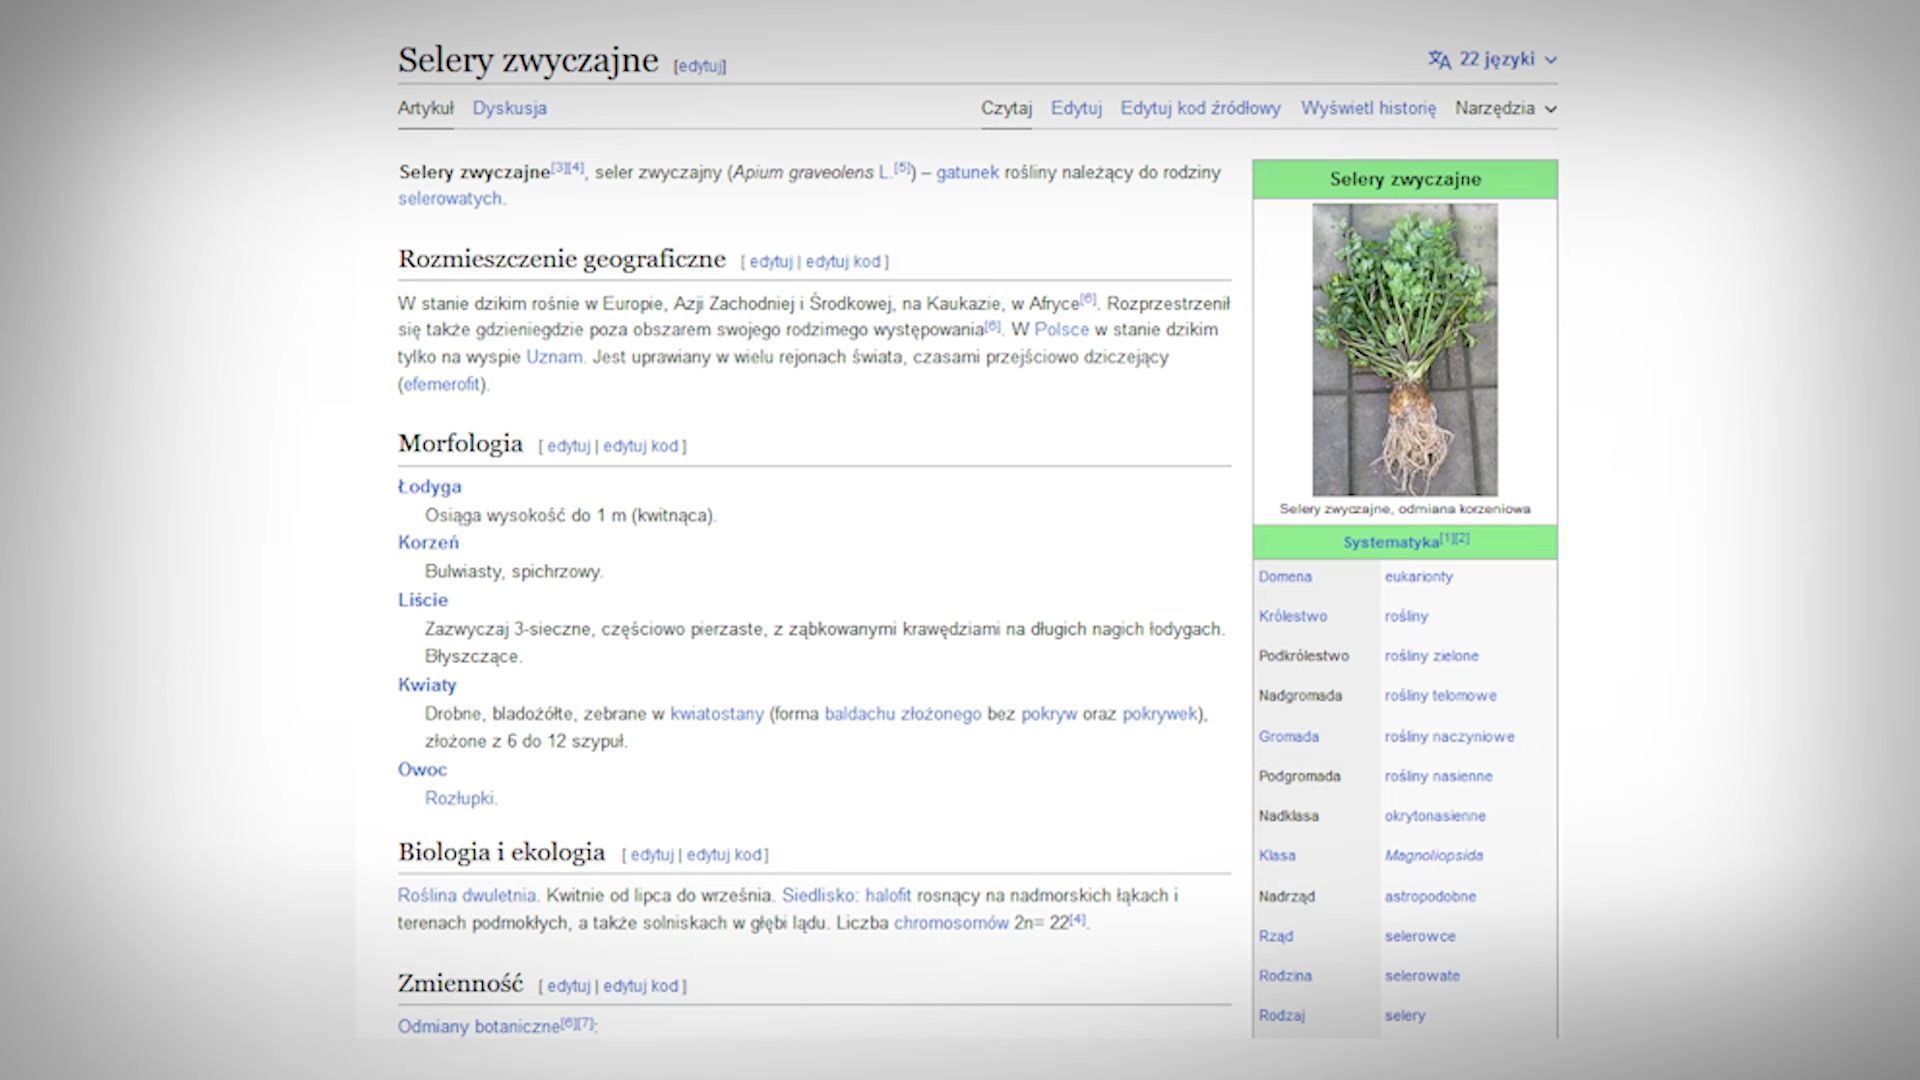 Selery zwyczajne [edytuj]
22 języki
Artykuł Dyskusja Czytaj Edytuj Edytuj kod źródłowy Wyświetl historię Narzędzia
Selery zwyczajne[3][4], seler zwyczajny (Apium graveolens L.[5]) – gatunek rośliny należący do rodziny
selerowatych.
Rozmieszczenie geograficzne [ edytuj | edytuj kod ]
W stanie dzikim rośnie w Europie, Azji Zachodniej i Środkowej, na Kaukazie, w Afryce[6]. Rozprzestrzenił
się także gdzieniegdzie poza obszarem swojego rodzimego występowania[6]. W Polsce w stanie dzikim
tylko na wyspie Uznam. Jest uprawiany w wielu rejonach świata, czasami przejściowo dziczejący
(efemerofit).
Morfologia [ edytuj | edytuj kod ]
Łodyga
Osiąga wysokość do 1 m (kwitnąca).
Korzeń
Bulwiasty, spichrzowy.
Liście
Zazwyczaj 3-sieczne, częściowo pierzaste, z ząbkowanymi krawędziami na długich nagich łodygach.
Błyszczące.
Kwiaty
Drobne, bladożółte, zebrane w kwiatostany (forma baldachu złożonego bez pokryw oraz pokrywek),
złożone z 6 do 12 szypuł.
Owoc
Rozłupki.
Biologia i ekologia [ edytuj | edytuj kod ]
Roślina dwuletnia. Kwitnie od lipca do września. Siedlisko: halofit rosnący na nadmorskich łąkach i
terenach podmokłych, a także solniskach w głębi lądu. Liczba chromosomów 2n= 22[4].
Zmienność [ edytuj | edytuj kod ]
Odmiany botaniczne[6][7]:
Selery zwyczajne
Selery zwyczajne, odmiana korzeniowa
Systematyka[1][2]
Domena eukarionty
Królestwo rośliny
Podkrólestwo rośliny zielone
Nadgromada rośliny telomowe
Gromada rośliny naczyniowe
Podgromada rośliny nasienne
Nadklasa okrytonasienne
Klasa Magnoliopsida
Nadrząd astropodobne
Rząd selerowce
Rodzina selerowate
Rodzaj selery